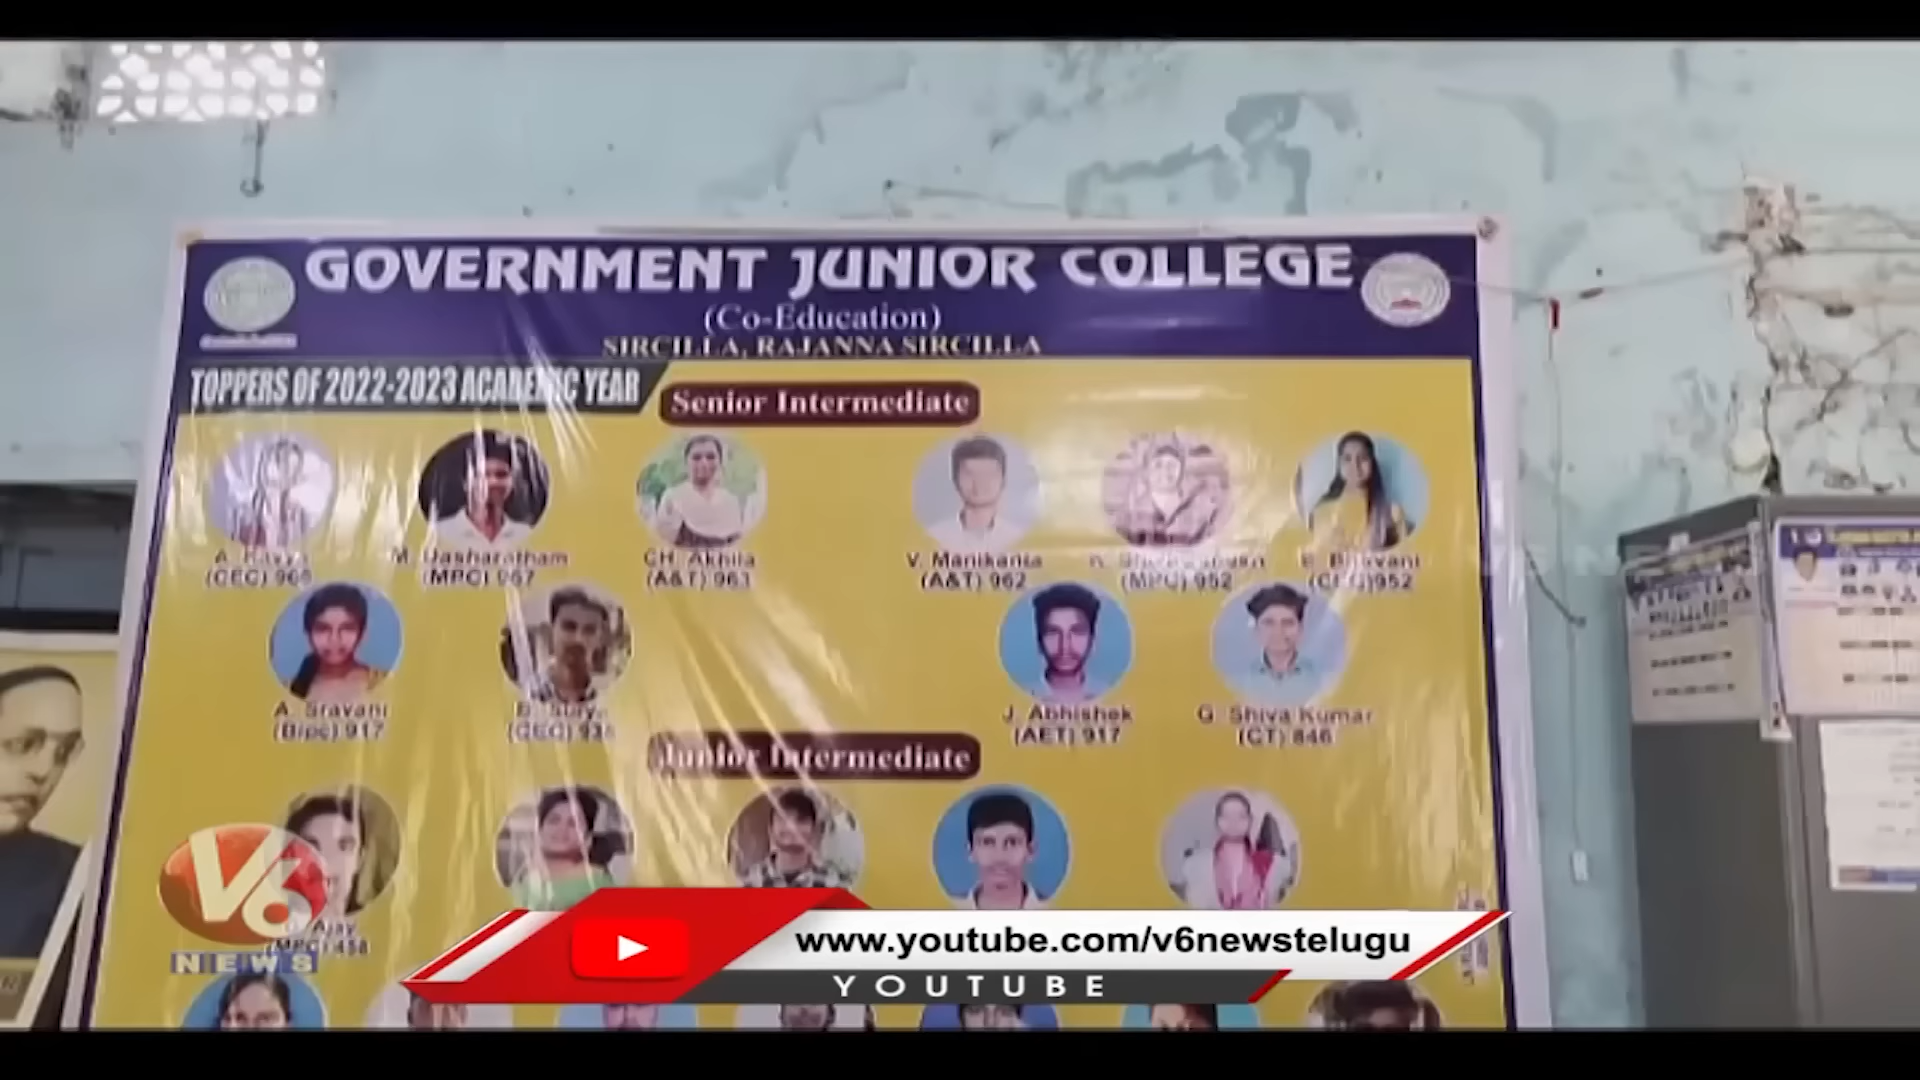 GOVERNMENT JUNIOR COLLEGE
(Co-Education)
SIRCILLA, RAJANNA SIRCILLA
TOPPERS OF 2022-2023 ACADEMIC YEAR
Senior Intermediate
A. Kavya
M. Dasharatham
CH. Akhila
V. Manikanta
B. Bhavani
(CEC) 966
(MPC) 967
(A&T) 963
(A&T) 962
(MPC) 952
(CEC) 952
A. Sravani
J. Abhishek
G. Shiva Kumar
(Bipc) 917
(CEC)
(AET) 917
(CT) 846
Junior Intermediate
Ajay
(MPC) 458
V6
NEWS
www.youtube.com/v6newstelugu
YOUTUBE